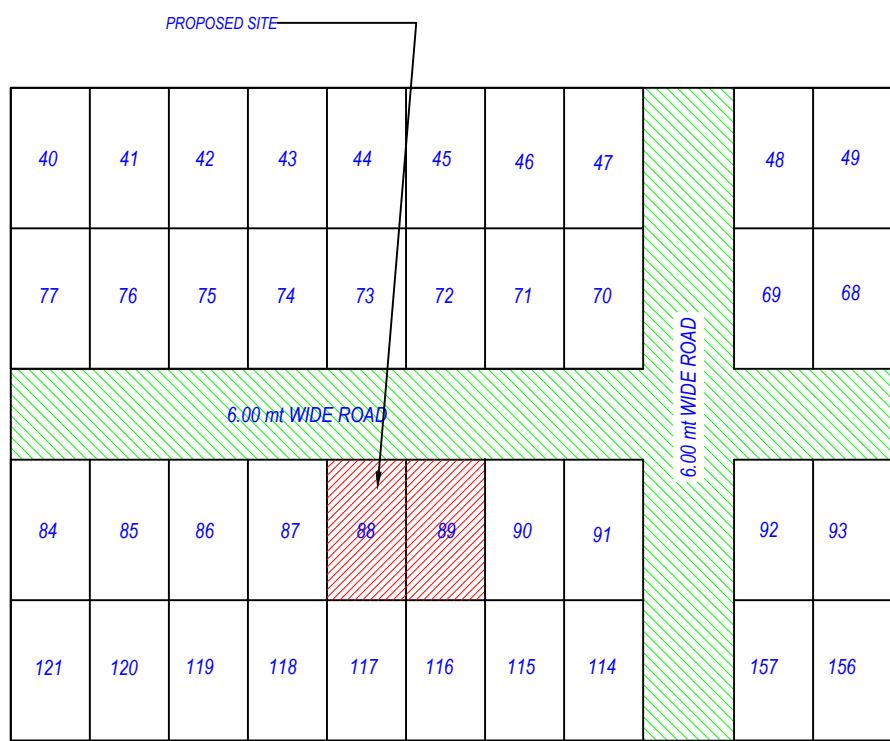 PROPOSED SITE
40 41 42 43 44 45 46 47 48 49
77 76 75 74 73 72 71 70 69 68
6.00 mt WIDE ROAD
6.00 mt WIDE ROAD
84 85 86 87 88 89 90 91 92 93
121 120 119 118 117 116 115 114 157 156